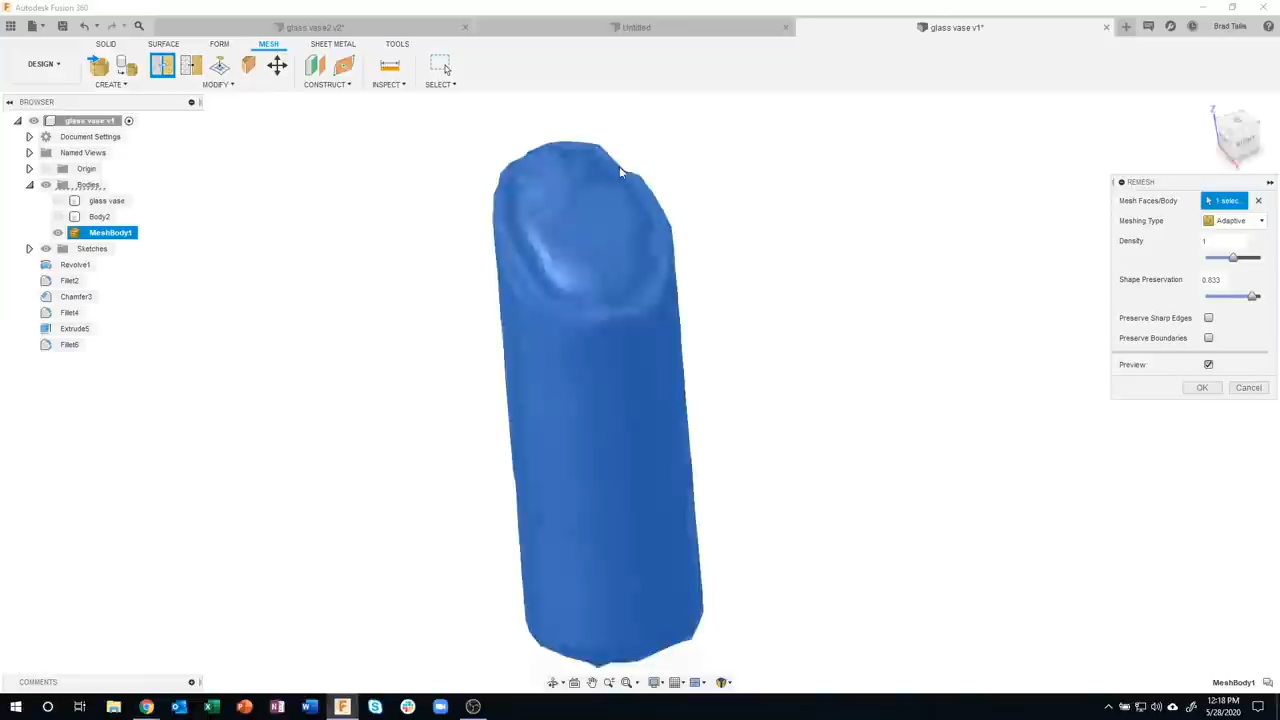 Autodesk Fusion 360
glass vase2 v2*
Untitled
glass vase v1*
Brad Tallis
SOLID
SURFACE
FORM
MESH
SHEET METAL
TOOLS
DESIGN
CREATE
MODIFY
CONSTRUCT
INSPECT
SELECT
BROWSER
glass vase v1
Document Settings
Named Views
Origin
Bodies
glass vase
Body2
MeshBody1
Sketches
Revolve1
Fillet2
Chamfer3
Fillet4
Extrude5
Fillet6
RIGHT
Z
REMESH
Mesh Faces/Body 1 selec...
Meshing Type Adaptive
Density 1
Shape Preservation 0.833
Preserve Sharp Edges
Preserve Boundaries
Preview:
OK Cancel
COMMENTS
MeshBody1
12:18 PM
5/28/2020